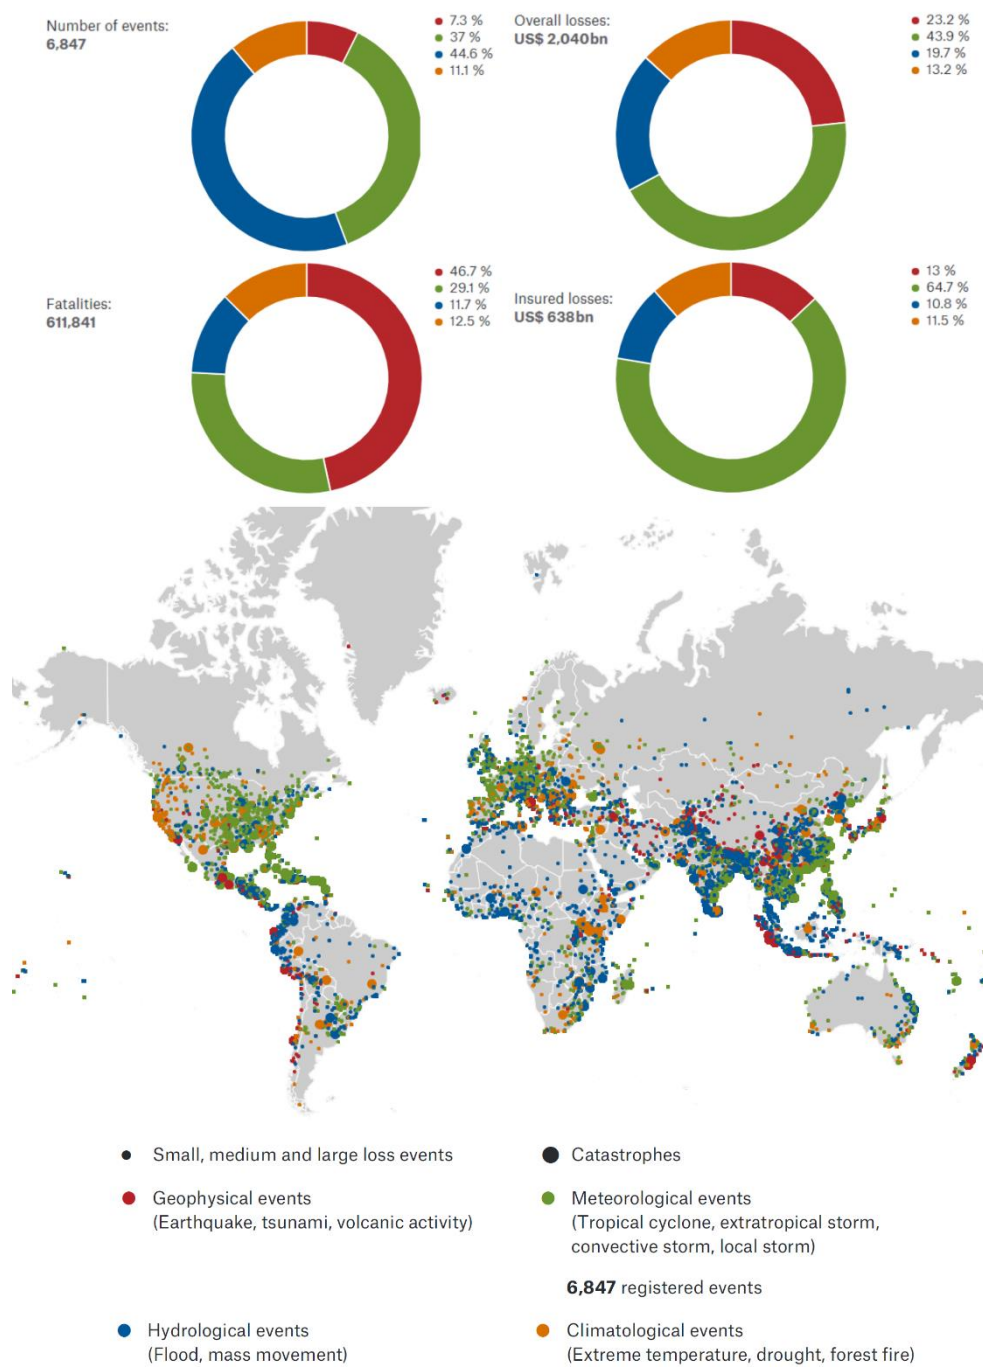 Number of events:
6,847
7.3 %
37 %
44.6 %
11.1 %
Overall losses:
US$ 2,040bn
23.2 %
43.9 %
19.7 %
13.2 %
Fatalities:
611,841
46.7 %
29.1 %
11.7 %
12.5 %
Insured losses:
US$ 638bn
13 %
64.7 %
10.8 %
11.5 %
Small, medium and large loss events
Catastrophes
Geophysical events
(Earthquake, tsunami, volcanic activity)
Meteorological events
(Tropical cyclone, extratropical storm,
convective storm, local storm)
6,847 registered events
Hydrological events
(Flood, mass movement)
Climatological events
(Extreme temperature, drought, forest fire)